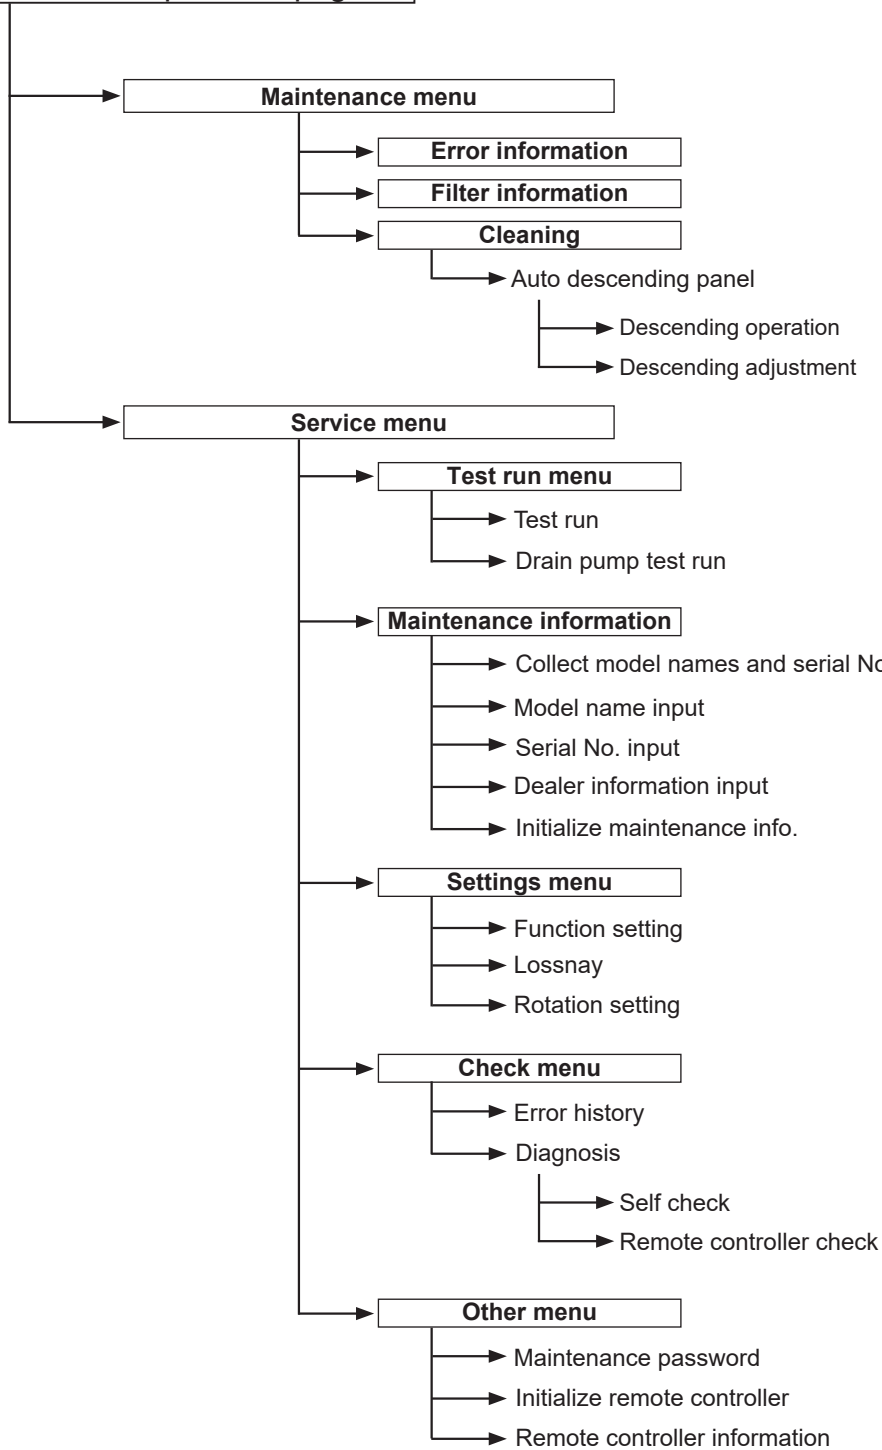 Maintenance menu
Error information
Filter information
Cleaning
Auto descending panel
Descending operation
Descending adjustment
Service menu
Test run menu
Test run
Drain pump test run
Maintenance information
Collect model names and serial
Model name input
Serial No. input
Dealer information input
Initialize maintenance info.
Settings menu
Function setting
Lossnay
Rotation setting
Check menu
Error history
Diagnosis
Self check
Remote controller check
Other menu
Maintenance password
Initialize remote controller
Remote controller information